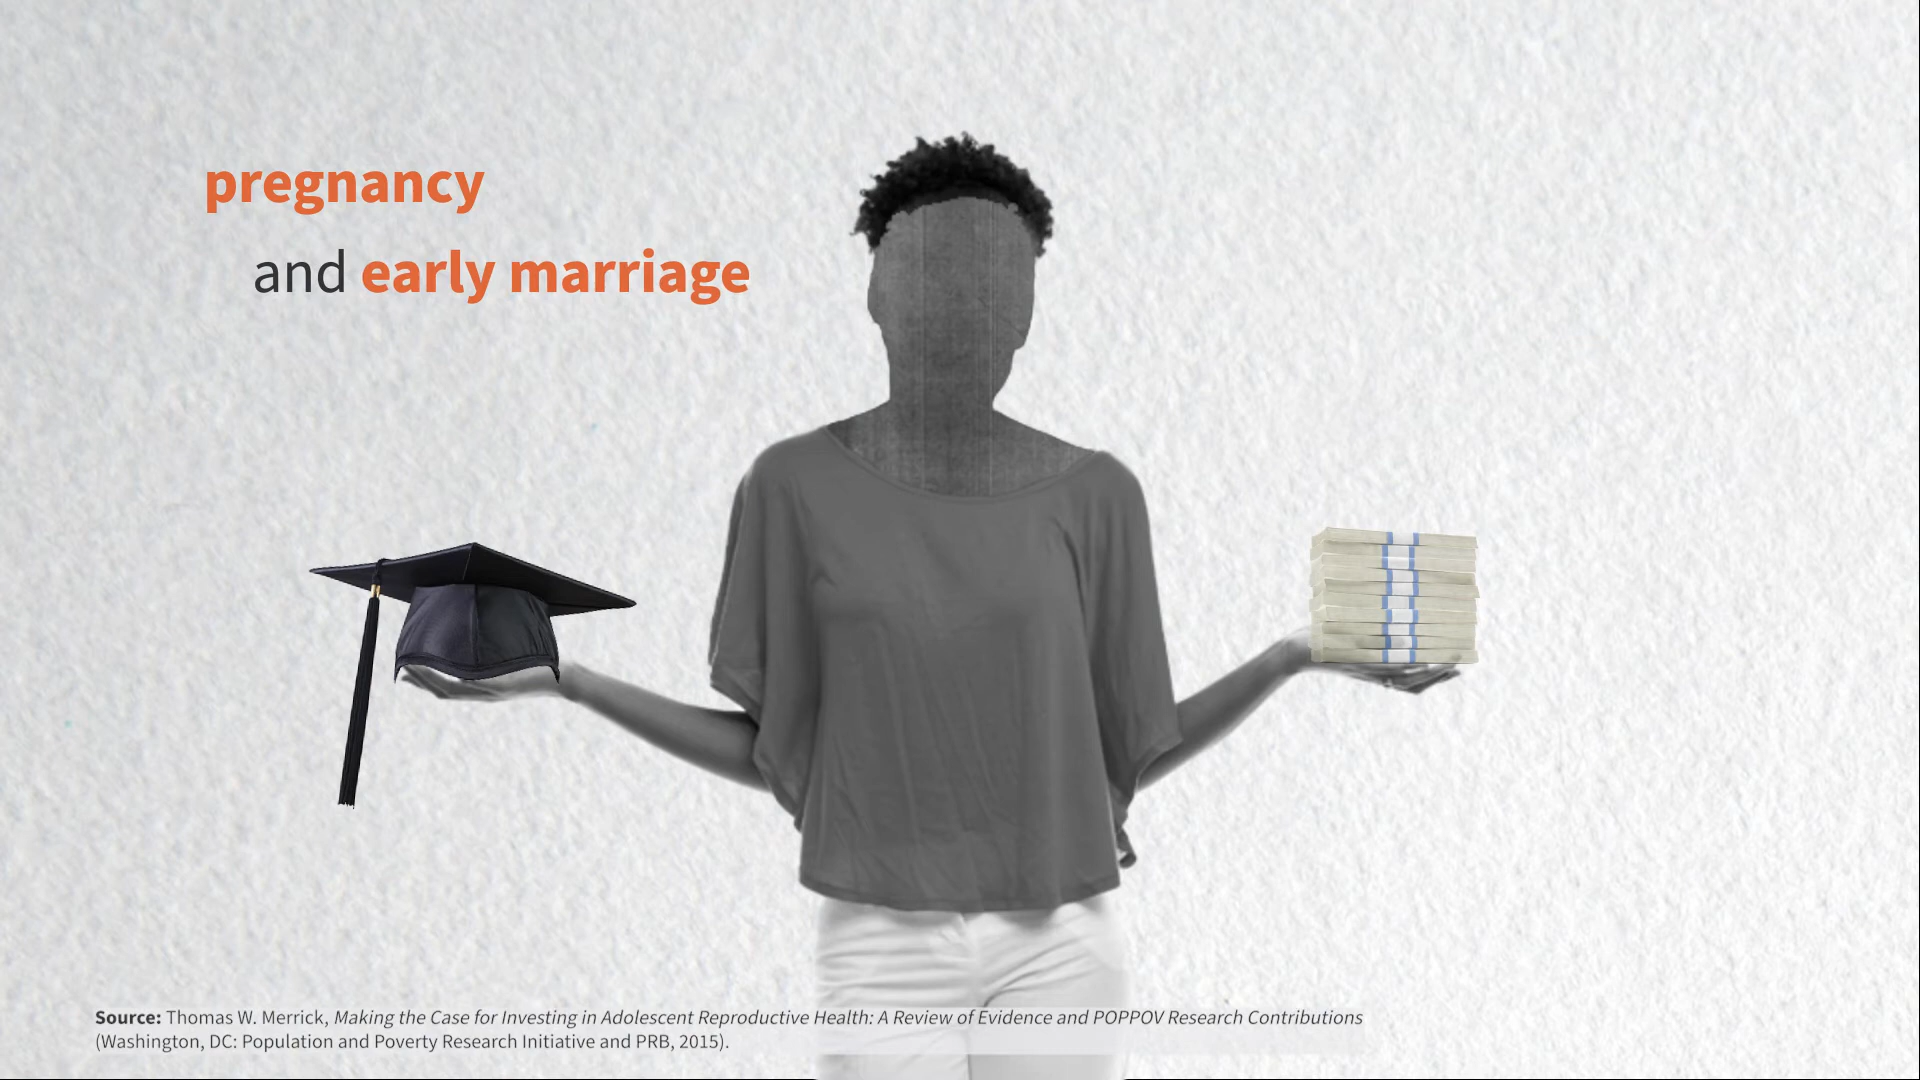 pregnancy
and early marriage
Source: Thomas W. Merrick, Making the Case for Investing in Adolescent Reproductive Health: A Review of Evidence and POPPOV Research Contributions
(Washington, DC: Population and Poverty Research Initiative and PRB, 2015).